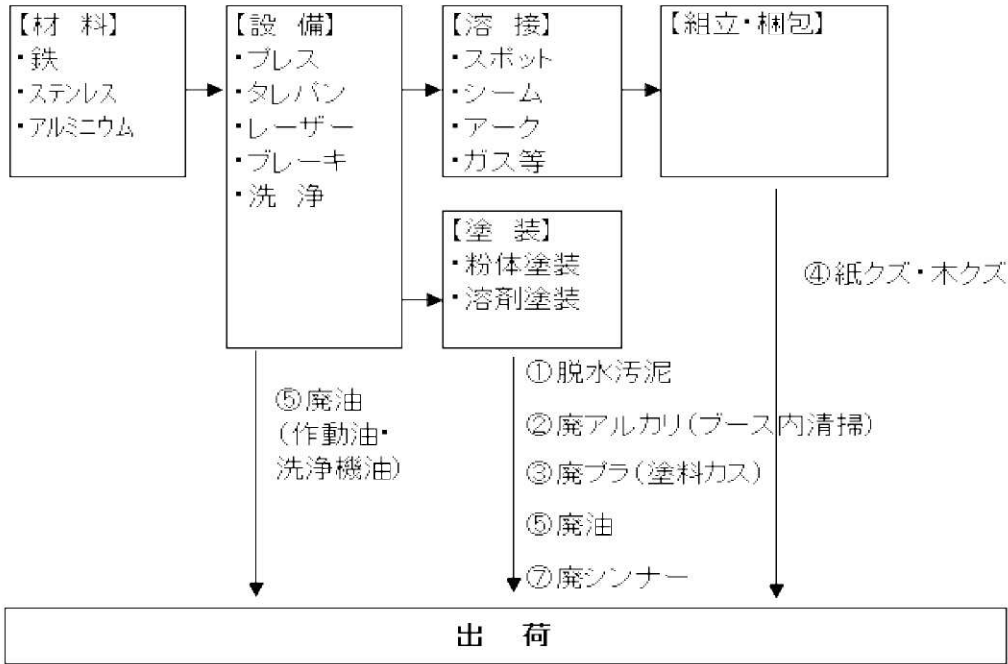 【材　料】
・鉄
・ステンレス
・アルミニウム
【設　備】
・プレス
・タレパン
・レーザー
・ブレーキ
・洗　浄
【溶　接】
・スポット
・シーム
・アーク
・ガス等
【組立・梱包】
【塗　装】
・粉体塗装
・溶剤塗装
④紙クズ・木クズ
⑤廃油
(作動油・
洗浄機油)
①脱水汚泥
②廃アルカリ(ブース内清掃)
③廃プラ(塗料カス)
⑤廃油
⑦廃シンナー
出　荷